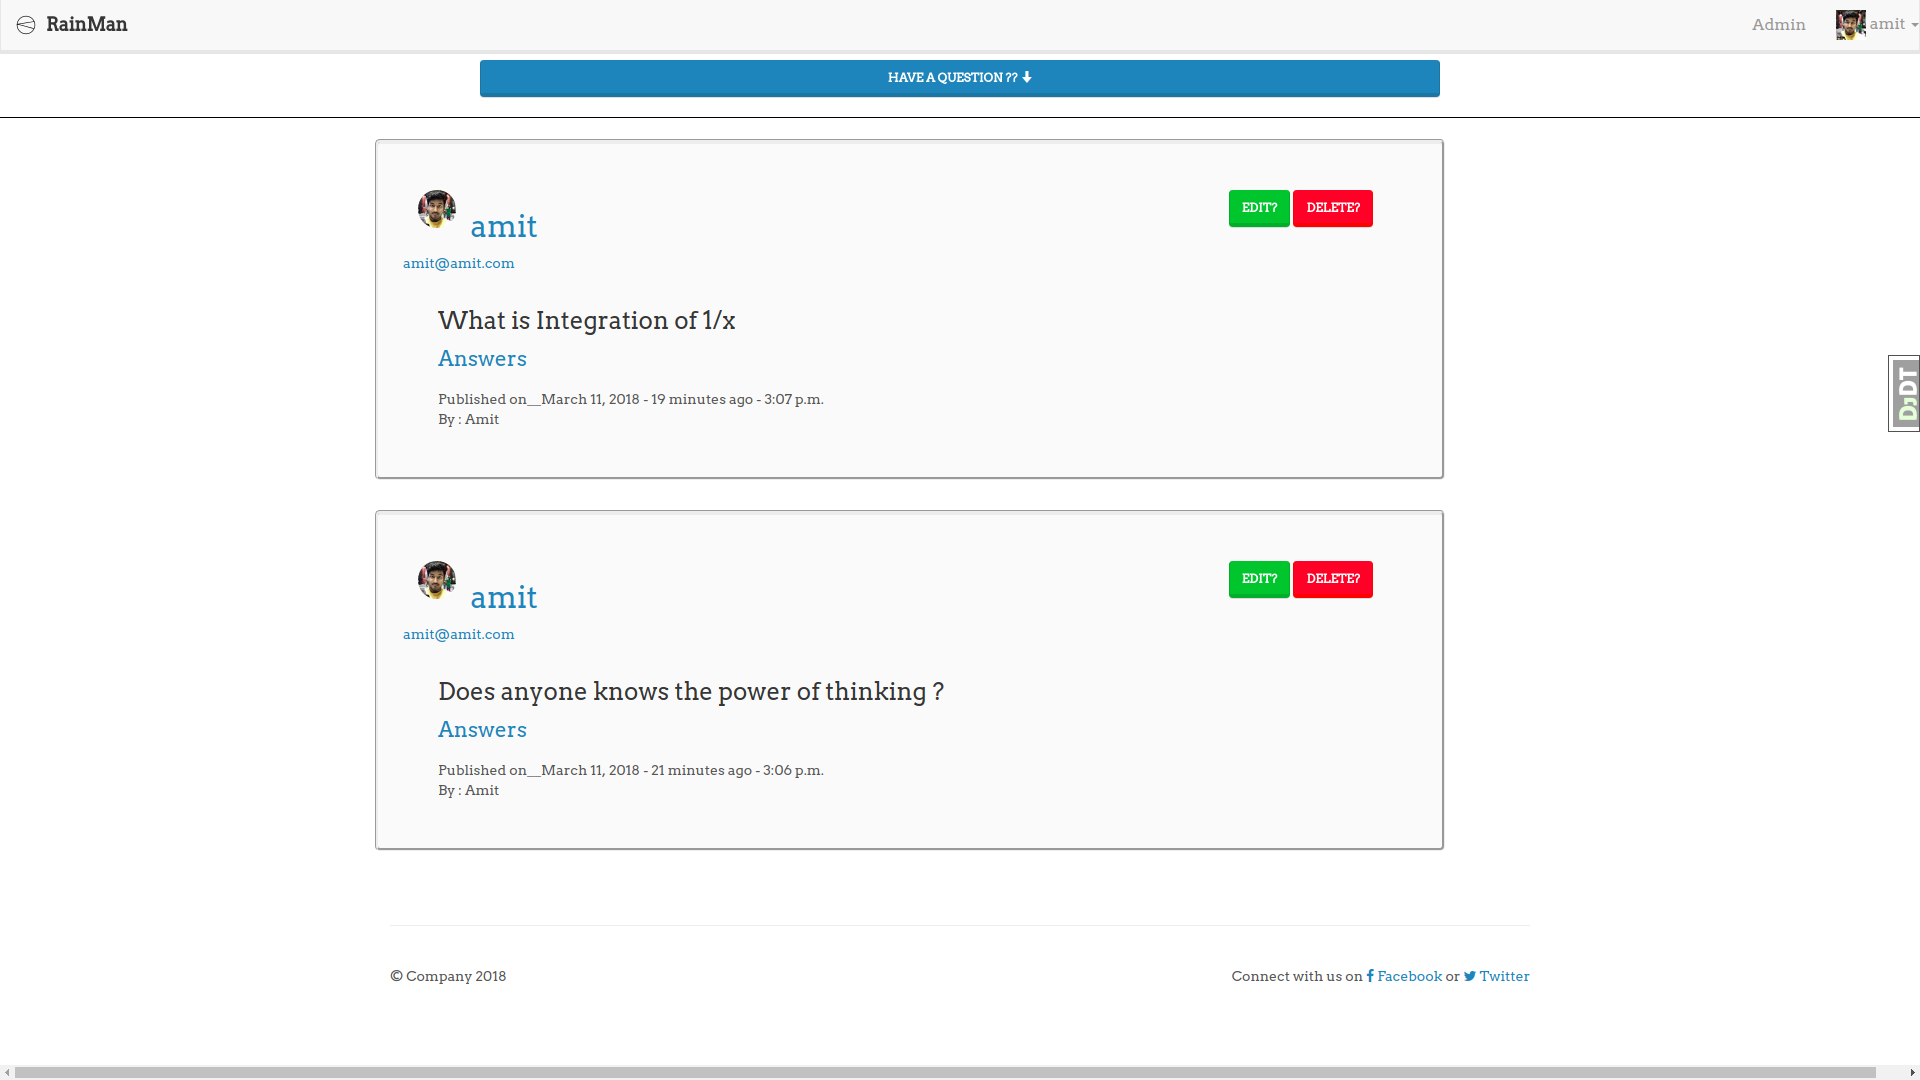 RainMan
Admin
amit
HAVE A QUESTION ??
amit
EDIT?
DELETE?
amit@amit.com
What is Integration of 1/x
Answers
Published on__March 11, 2018 - 19 minutes ago - 3:07 p.m.
By : Amit
DjDT
amit
EDIT?
DELETE?
amit@amit.com
Does anyone knows the power of thinking ?
Answers
Published on__March 11, 2018 - 21 minutes ago - 3:06 p.m.
By : Amit
© Company 2018
Connect with us on Facebook or Twitter